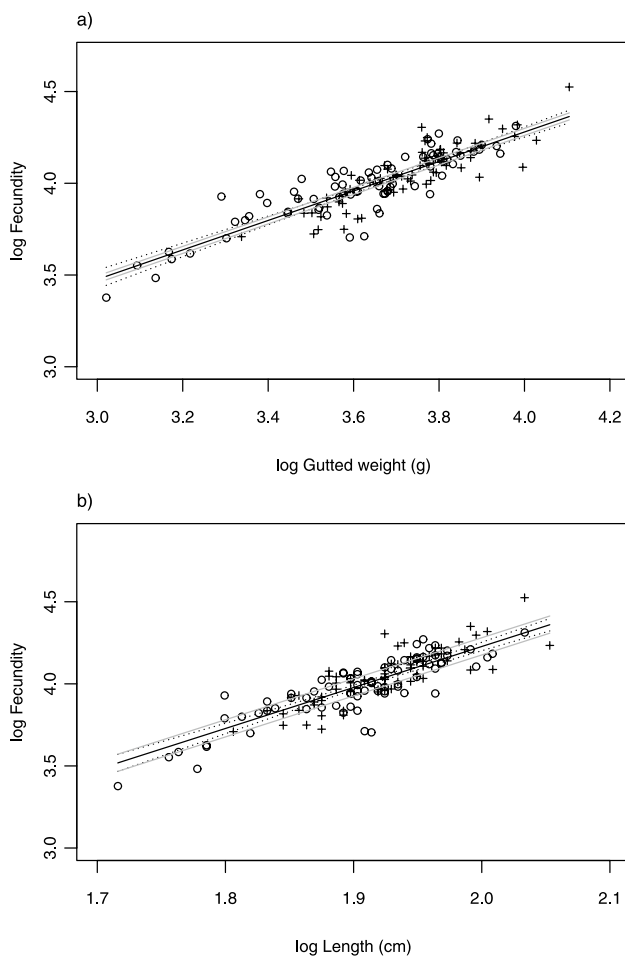 a)
4.5
4.0
3.5
3.0
log Fecundity
3.0 3.2 3.4 3.6 3.8 4.0 4.2
log Gutted weight (g)
b)
4.5
4.0
3.5
3.0
log Fecundity
1.7 1.8 1.9 2.0 2.1
log Length (cm)